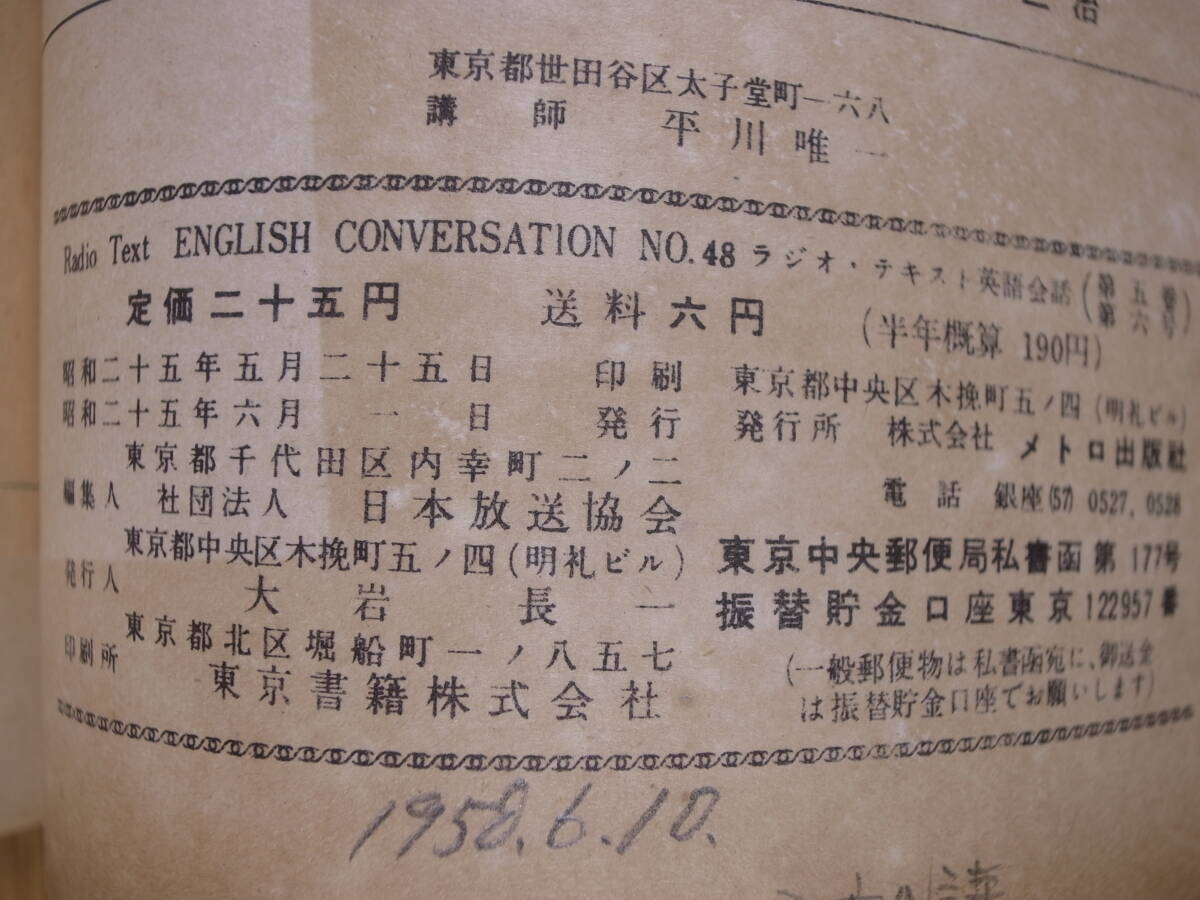 東京都世田谷区太子堂町一六八
講師 平川唯一
Radio Text ENGLISH CONVERSATION NO.48 ラジオ・テキスト英語会話(第五巻 第六号)
定価二十五円 送料六円 (半年概算 190円)
昭和二十五年五月二十五日 印刷
昭和二十五年六月一日 発行
東京都千代田区内幸町二ノ二
編集人 社団法人 日本放送協会
東京都中央区木挽町五ノ四(明礼ビル)
発行人 大岩長一
東京都北区堀船町一ノ八五七
印刷所 東京書籍株式会社
東京都中央区木挽町五ノ四(明礼ビル)
発行所 株式会社 メトロ出版社
電話 銀座(57) 0527, 0528
東京中央郵便局私書函第177号
振替貯金口座東京122957番
(一般郵便物は私書函宛に、御送金
は振替貯金口座でお願いします)
1950.6.10.